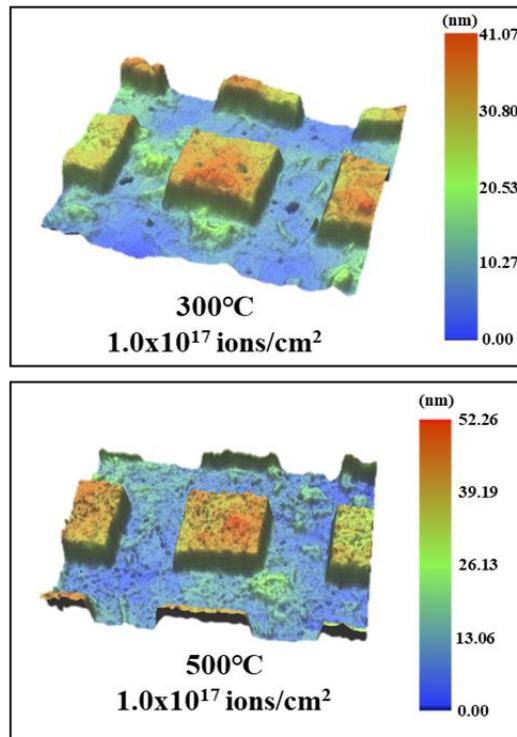 (nm)
41.07
30.80
20.53
10.27
0.00
300°C
1.0x10¹⁷ ions/cm²
(nm)
52.26
39.19
26.13
13.06
0.00
500°C
1.0x10¹⁷ ions/cm²